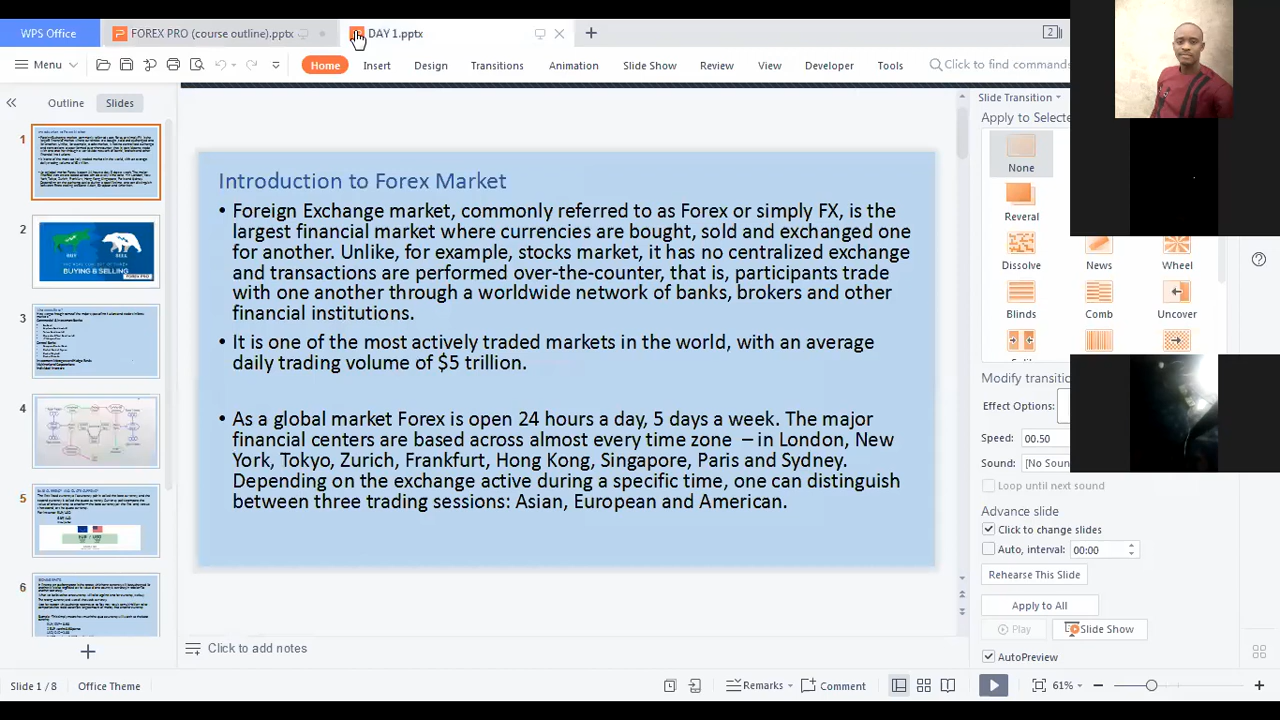 WPS Office
FOREX PRO (course outline).pptx
DAY 1.pptx
2
Menu
Home
Insert
Design
Transitions
Animation
Slide Show
Review
View
Developer
Tools
Click to find commands
Outline
Slides
1
2
BUY
SELL
BUYING & SELLING
FOREX PRO
3
4
5
6
Introduction to Forex Market
• Foreign Exchange market, commonly referred to as Forex or simply FX, is the
largest financial market where currencies are bought, sold and exchanged one
for another. Unlike, for example, stocks market, it has no centralized exchange
and transactions are performed over-the-counter, that is, participants trade
with one another through a worldwide network of banks, brokers and other
financial institutions.
• It is one of the most actively traded markets in the world, with an average
daily trading volume of $5 trillion.
• As a global market Forex is open 24 hours a day, 5 days a week. The major
financial centers are based across almost every time zone – in London, New
York, Tokyo, Zurich, Frankfurt, Hong Kong, Singapore, Paris and Sydney.
Depending on the exchange active during a specific time, one can distinguish
between three trading sessions: Asian, European and American.
Click to add notes
Slide Transition
Apply to Selecte
None
Reveral
Dissolve
News
Wheel
Blinds
Comb
Uncover
Modify transitio
Effect Options:
Speed:
00.50
Sound:
[No Soun
Loop until next sound
Advance slide
Click to change slides
Auto, interval:
00:00
Rehearse This Slide
Apply to All
Play
Slide Show
AutoPreview
Slide 1 / 8
Office Theme
Remarks
Comment
61%